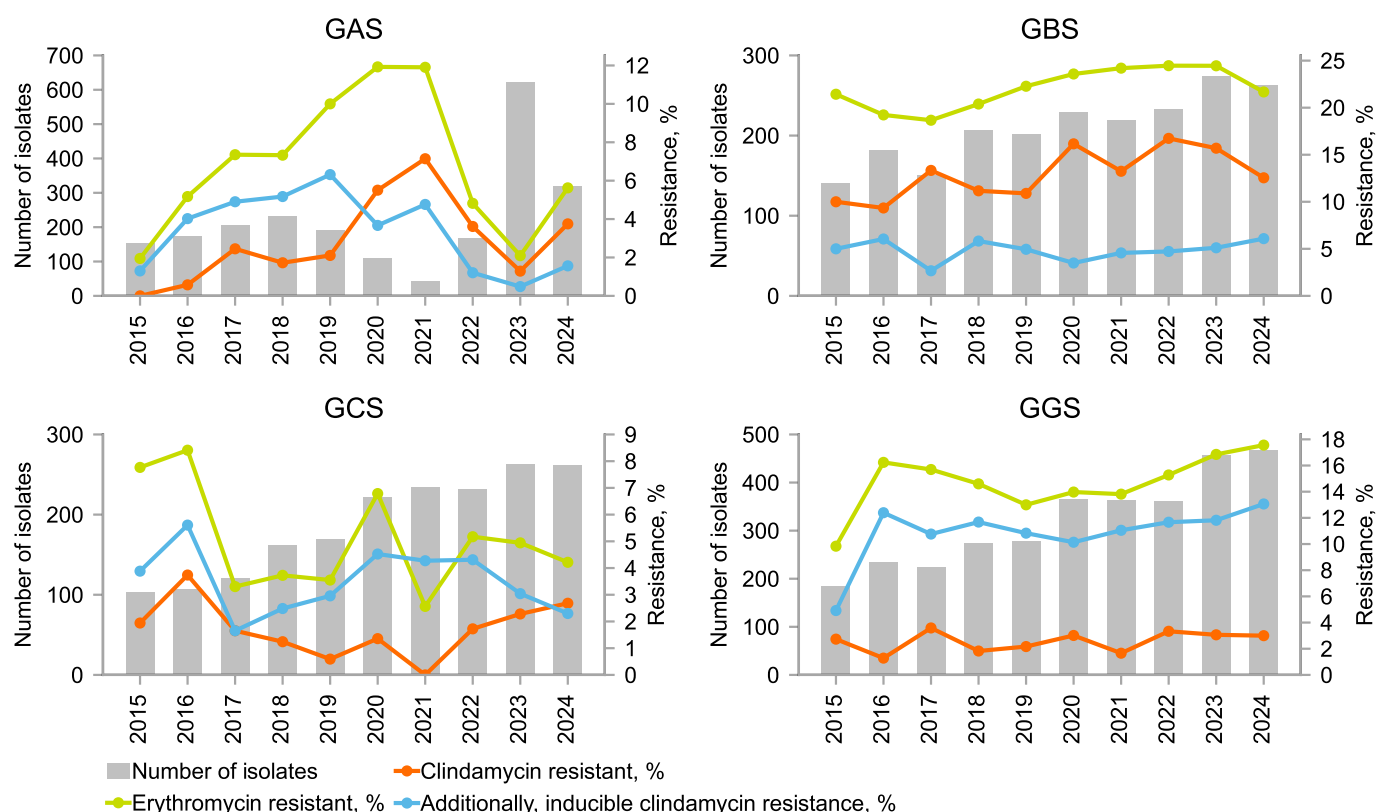 GAS
Number of isolates
700
600
500
400
300
200
100
0
12
10
8
6
4
2
0
Resistance, %
2015 2016 2017 2018 2019 2020 2021 2022 2023 2024
GBS
Number of isolates
300
200
100
0
25
20
15
10
5
0
Resistance, %
2015 2016 2017 2018 2019 2020 2021 2022 2023 2024
GCS
Number of isolates
300
200
100
0
9
8
7
6
5
4
3
2
1
0
Resistance, %
2015 2016 2017 2018 2019 2020 2021 2022 2023 2024
GGS
Number of isolates
500
400
300
200
100
0
18
16
14
12
10
8
6
4
2
0
Resistance, %
2015 2016 2017 2018 2019 2020 2021 2022 2023 2024
Number of isolates
Clindamycin resistant, %
Erythromycin resistant, %
Additionally, inducible clindamycin resistance, %